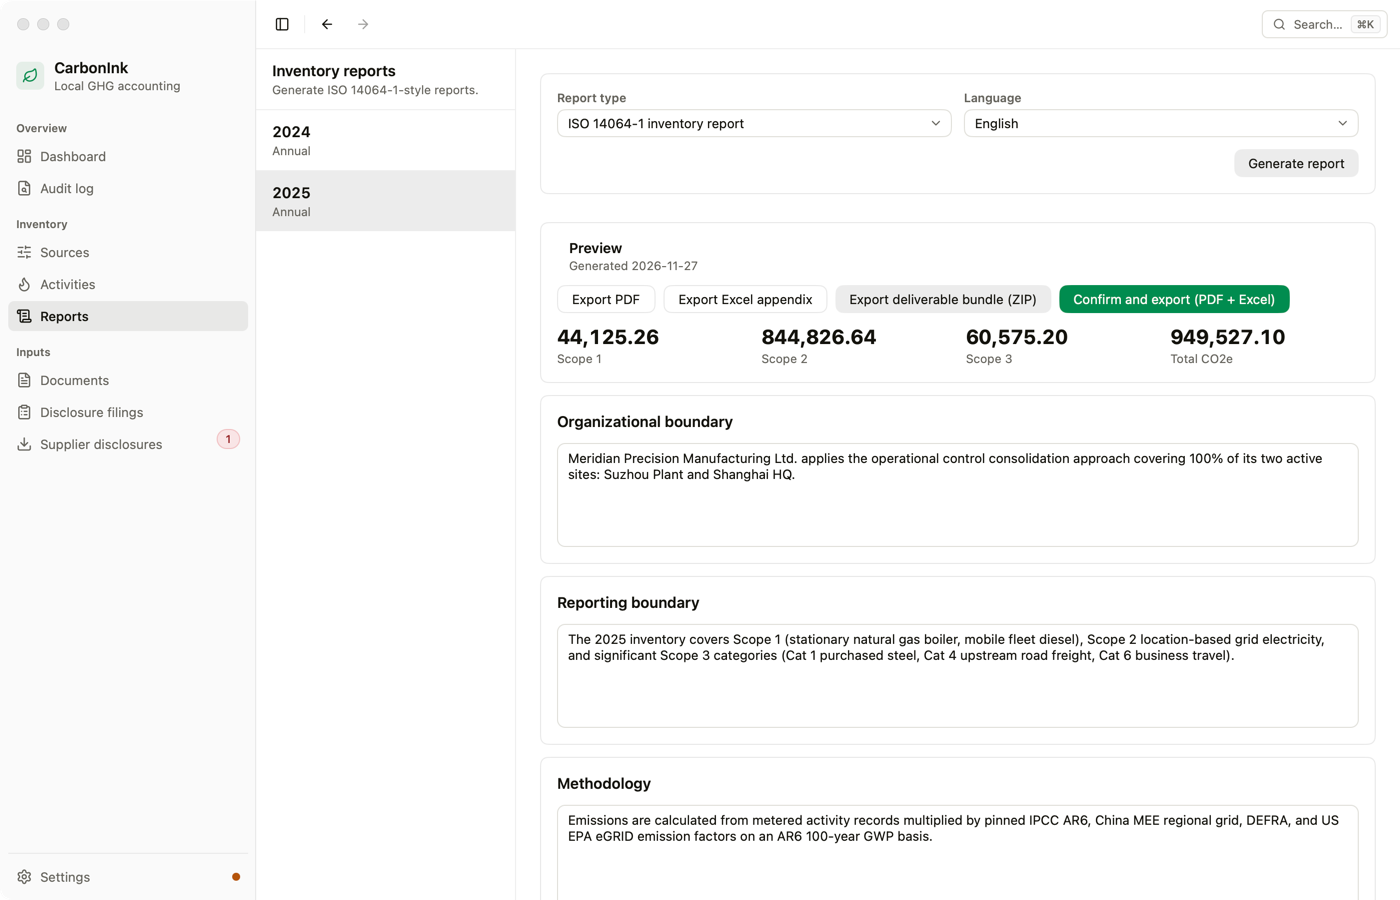 CarbonInk
Local GHG accounting
Overview
Dashboard
Audit log
Inventory
Sources
Activities
Reports
Inputs
Documents
Disclosure filings
Supplier disclosures
1
Settings
Search...
⌘K
Inventory reports
Generate ISO 14064-1-style reports.
2024
Annual
2025
Annual
Report type
ISO 14064-1 inventory report
Language
English
Generate report
Preview
Generated 2026-11-27
Export PDF
Export Excel appendix
Export deliverable bundle (ZIP)
Confirm and export (PDF + Excel)
44,125.26
Scope 1
844,826.64
Scope 2
60,575.20
Scope 3
949,527.10
Total CO2e
Organizational boundary
Meridian Precision Manufacturing Ltd. applies the operational control consolidation approach covering 100% of its two active
sites: Suzhou Plant and Shanghai HQ.
Reporting boundary
The 2025 inventory covers Scope 1 (stationary natural gas boiler, mobile fleet diesel), Scope 2 location-based grid electricity,
and significant Scope 3 categories (Cat 1 purchased steel, Cat 4 upstream road freight, Cat 6 business travel).
Methodology
Emissions are calculated from metered activity records multiplied by pinned IPCC AR6, China MEE regional grid, DEFRA, and US
EPA eGRID emission factors on an AR6 100-year GWP basis.